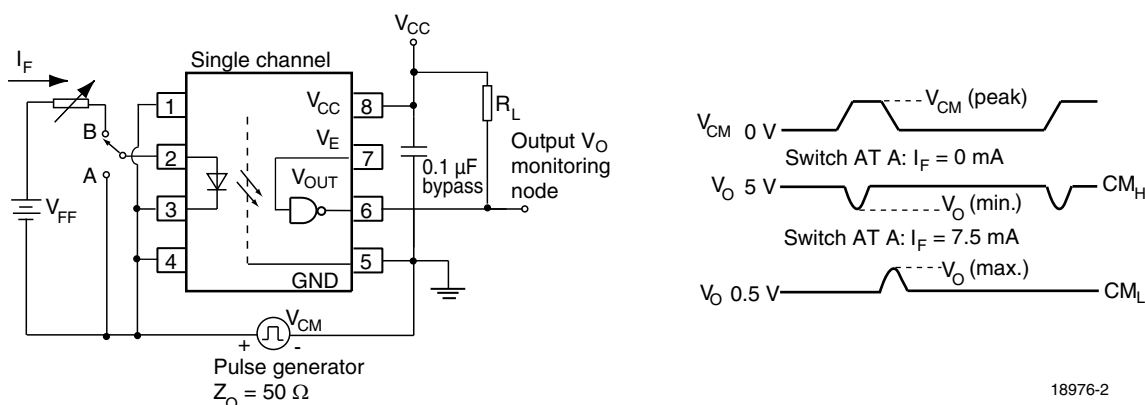 V_CC
Single channel
I_F
1
V_CC
8
R_L
B
V_E
2
7
Output V_O
monitoring
node
0.1 µF
bypass
A
V_OUT
V_FF
3
6
4
GND
5
V_CM
+
-
Pulse generator
Z_O = 50 Ω
V_CM (peak)
V_CM 0 V
Switch AT A: I_F = 0 mA
V_O 5 V
CM_H
V_O (min.)
Switch AT A: I_F = 7.5 mA
V_O (max.)
V_O 0.5 V
CM_L
18976-2